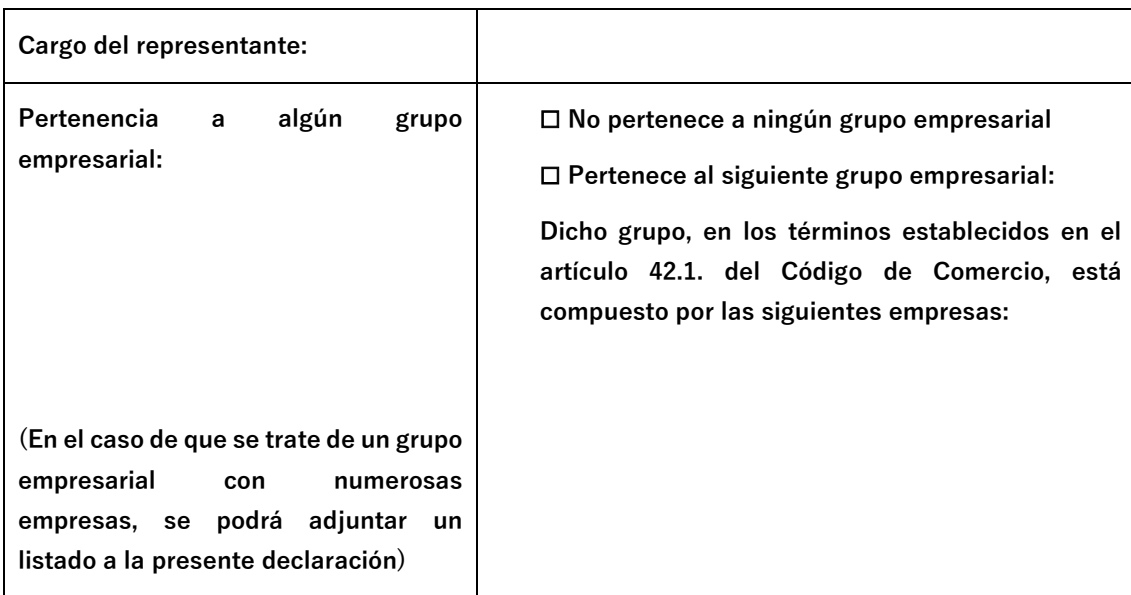 Cargo del representante:
Pertenencia a algún grupo
empresarial:
(En el caso de que se trate de un grupo
empresarial con numerosas
empresas, se podrá adjuntar un
listado a la presente declaración)
☐ No pertenece a ningún grupo empresarial
☐ Pertenece al siguiente grupo empresarial:
Dicho grupo, en los términos establecidos en el
artículo 42.1. del Código de Comercio, está
compuesto por las siguientes empresas: